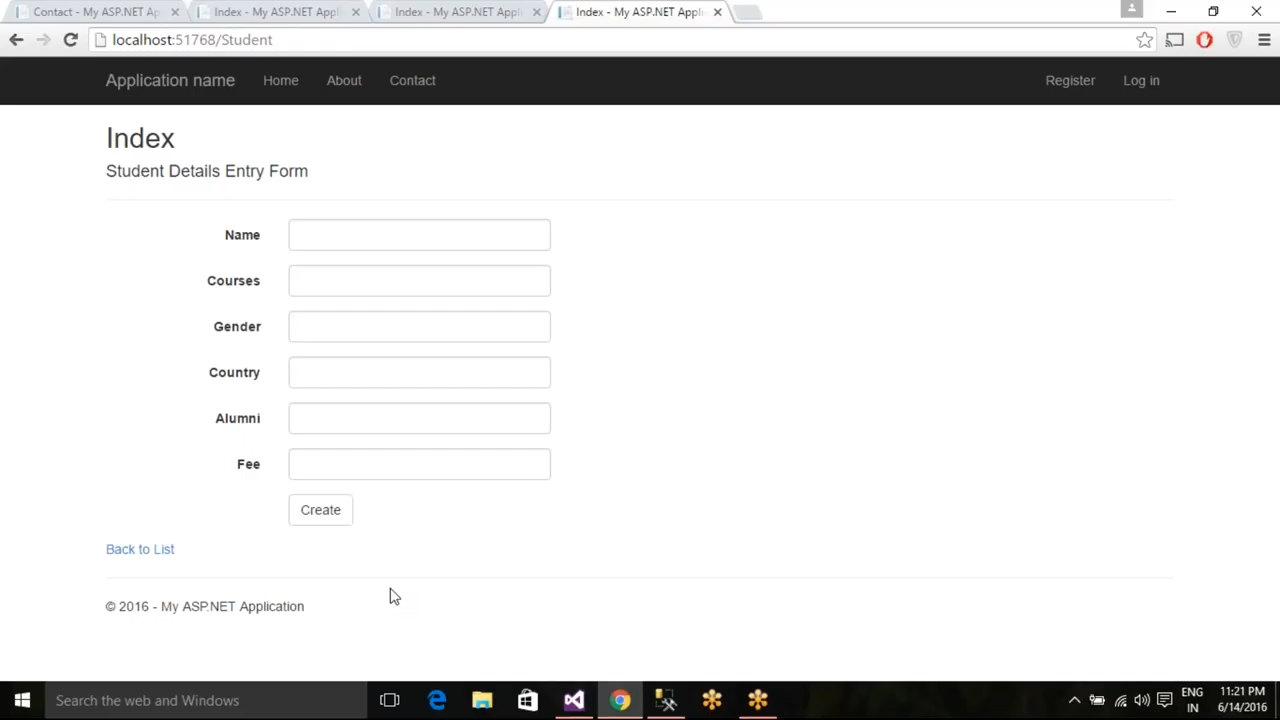 Contact - My ASP.NET Ap
Index - My ASP.NET Appl
Index - My ASP.NET Appl
Index - My ASP.NET Appli
localhost:51768/Student
Application name
Home
About
Contact
Register
Log in
Index
Student Details Entry Form
Name
Courses
Gender
Country
Alumni
Fee
Create
Back to List
© 2016 - My ASP.NET Application
Search the web and Windows
ENG
IN
11:21 PM
6/14/2016